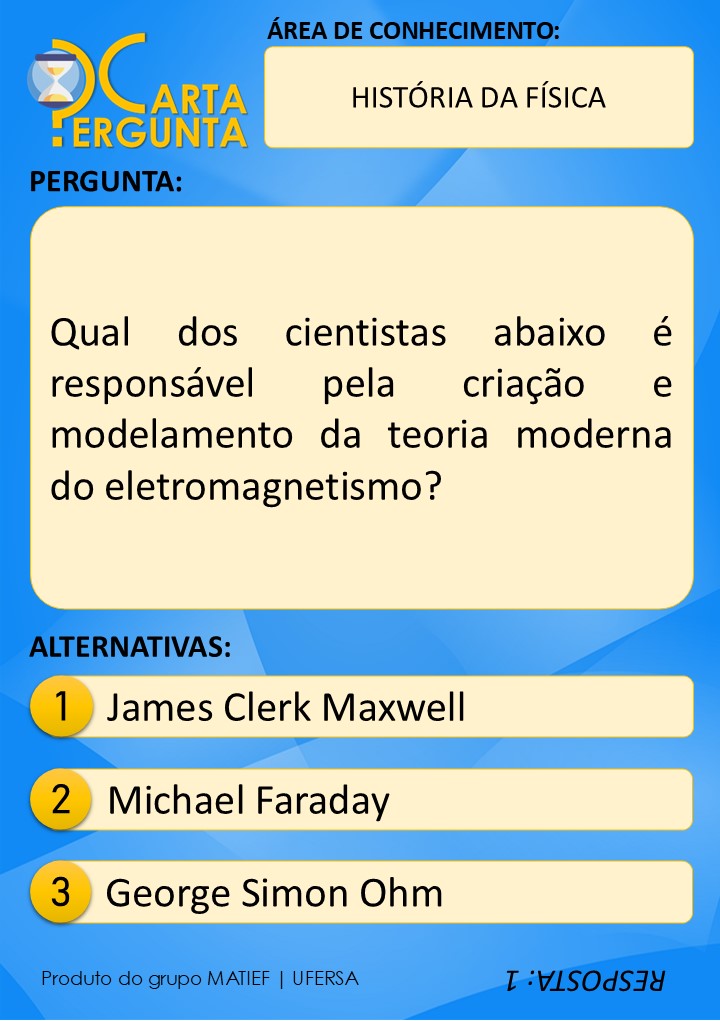 ÁREA DE CONHECIMENTO:
CARTA
PERGUNTA
HISTÓRIA DA FÍSICA
PERGUNTA:
Qual dos cientistas abaixo é
responsável pela criação e
modelamento da teoria moderna
do eletromagnetismo?
ALTERNATIVAS:
1 James Clerk Maxwell
2 Michael Faraday
3 George Simon Ohm
Produto do grupo MATIEF | UFERSA
RESPOSTA: 1